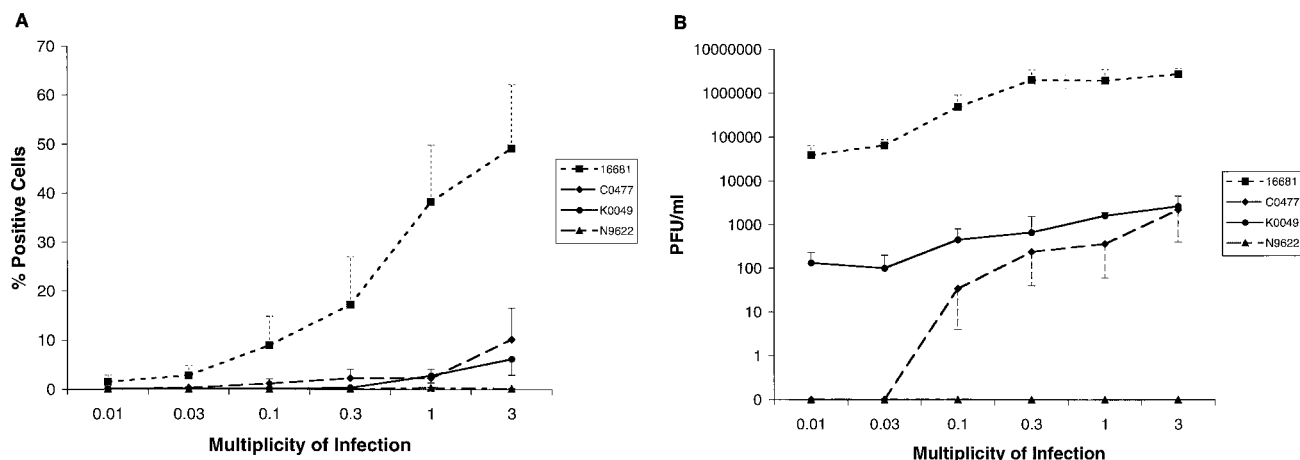 A
% Positive Cells
70
60
50
40
30
20
10
0
0.01 0.03 0.1 0.3 1 3
Multiplicity of Infection
16681
C0477
K0049
N9622
B
PFU/ml
10000000
1000000
100000
10000
1000
100
10
1
0
0.01 0.03 0.1 0.3 1 3
Multiplicity of Infection
16681
C0477
K0049
N9622